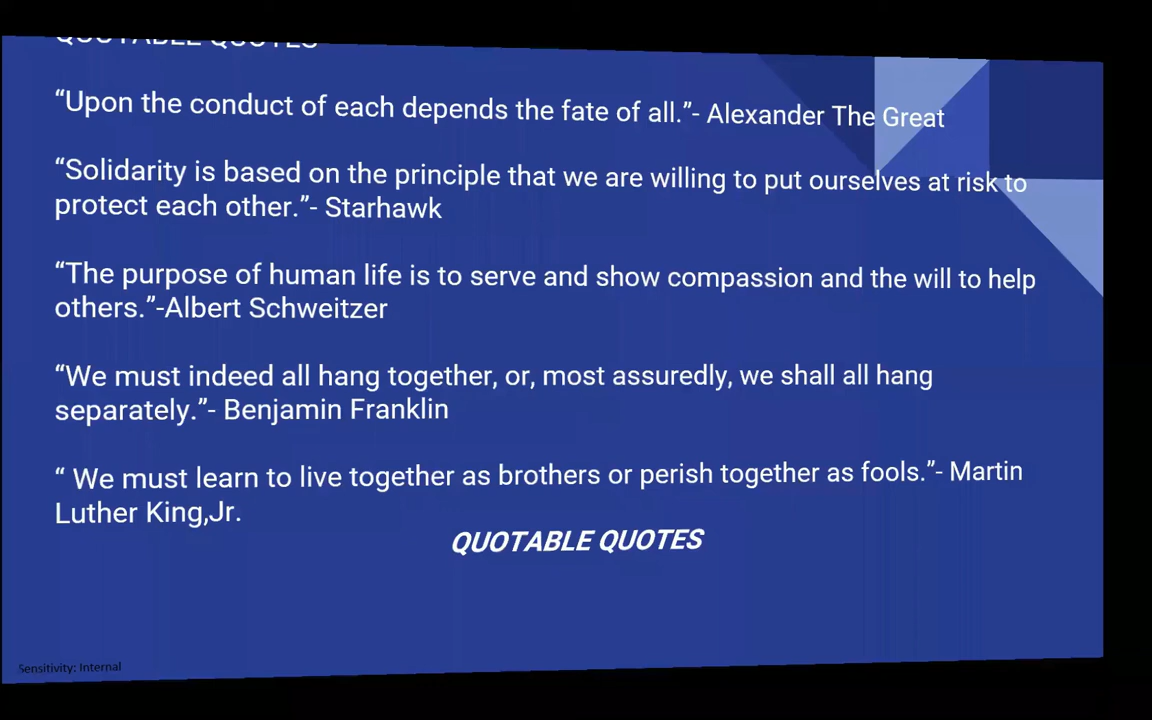 QUOTABLE QUOTES
“Upon the conduct of each depends the fate of all.”- Alexander The Great
“Solidarity is based on the principle that we are willing to put ourselves at risk to
protect each other.”- Starhawk
“The purpose of human life is to serve and show compassion and the will to help
others.”-Albert Schweitzer
“We must indeed all hang together, or, most assuredly, we shall all hang
separately.”- Benjamin Franklin
“ We must learn to live together as brothers or perish together as fools.”- Martin
Luther King,Jr.
QUOTABLE QUOTES
Sensitivity: Internal